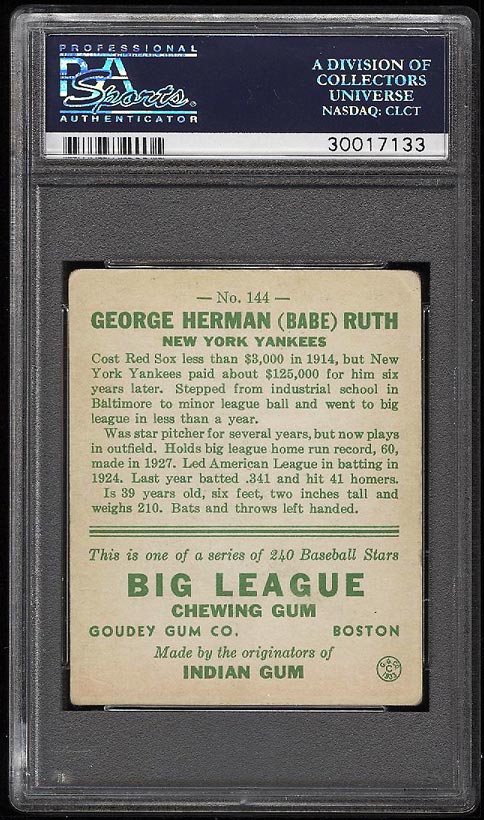 PROFESSIONAL
PSA
Sports
AUTHENTICATOR
A DIVISION OF
COLLECTORS
UNIVERSE
NASDAQ: CLCT
30017133
— No. 144 —
GEORGE HERMAN (BABE) RUTH
NEW YORK YANKEES
Cost Red Sox less than $3,000 in 1914, but New
York Yankees paid about $125,000 for him six
years later. Stepped from industrial school in
Baltimore to minor league ball and went to big
league in less than a year.
Was star pitcher for several years, but now plays
in outfield. Holds big league home run record, 60,
made in 1927. Led American League in batting in
1924. Last year batted .341 and hit 41 homers.
Is 39 years old, six feet, two inches tall and
weighs 210. Bats and throws left handed.
This is one of a series of 240 Baseball Stars
BIG LEAGUE
CHEWING GUM
GOUDEY GUM CO. BOSTON
Made by the originators of
INDIAN GUM
G.G.CO.
C
1933